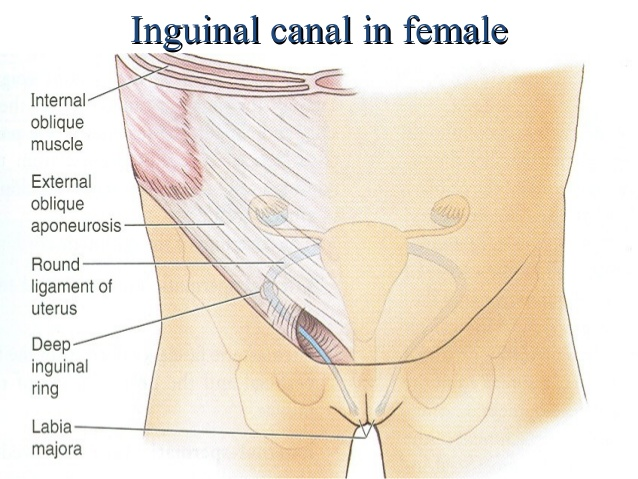 Inguinal canal in female
Internal
oblique
muscle
External
oblique
aponeurosis
Round
ligament of
uterus
Deep
inguinal
ring
Labia
majora